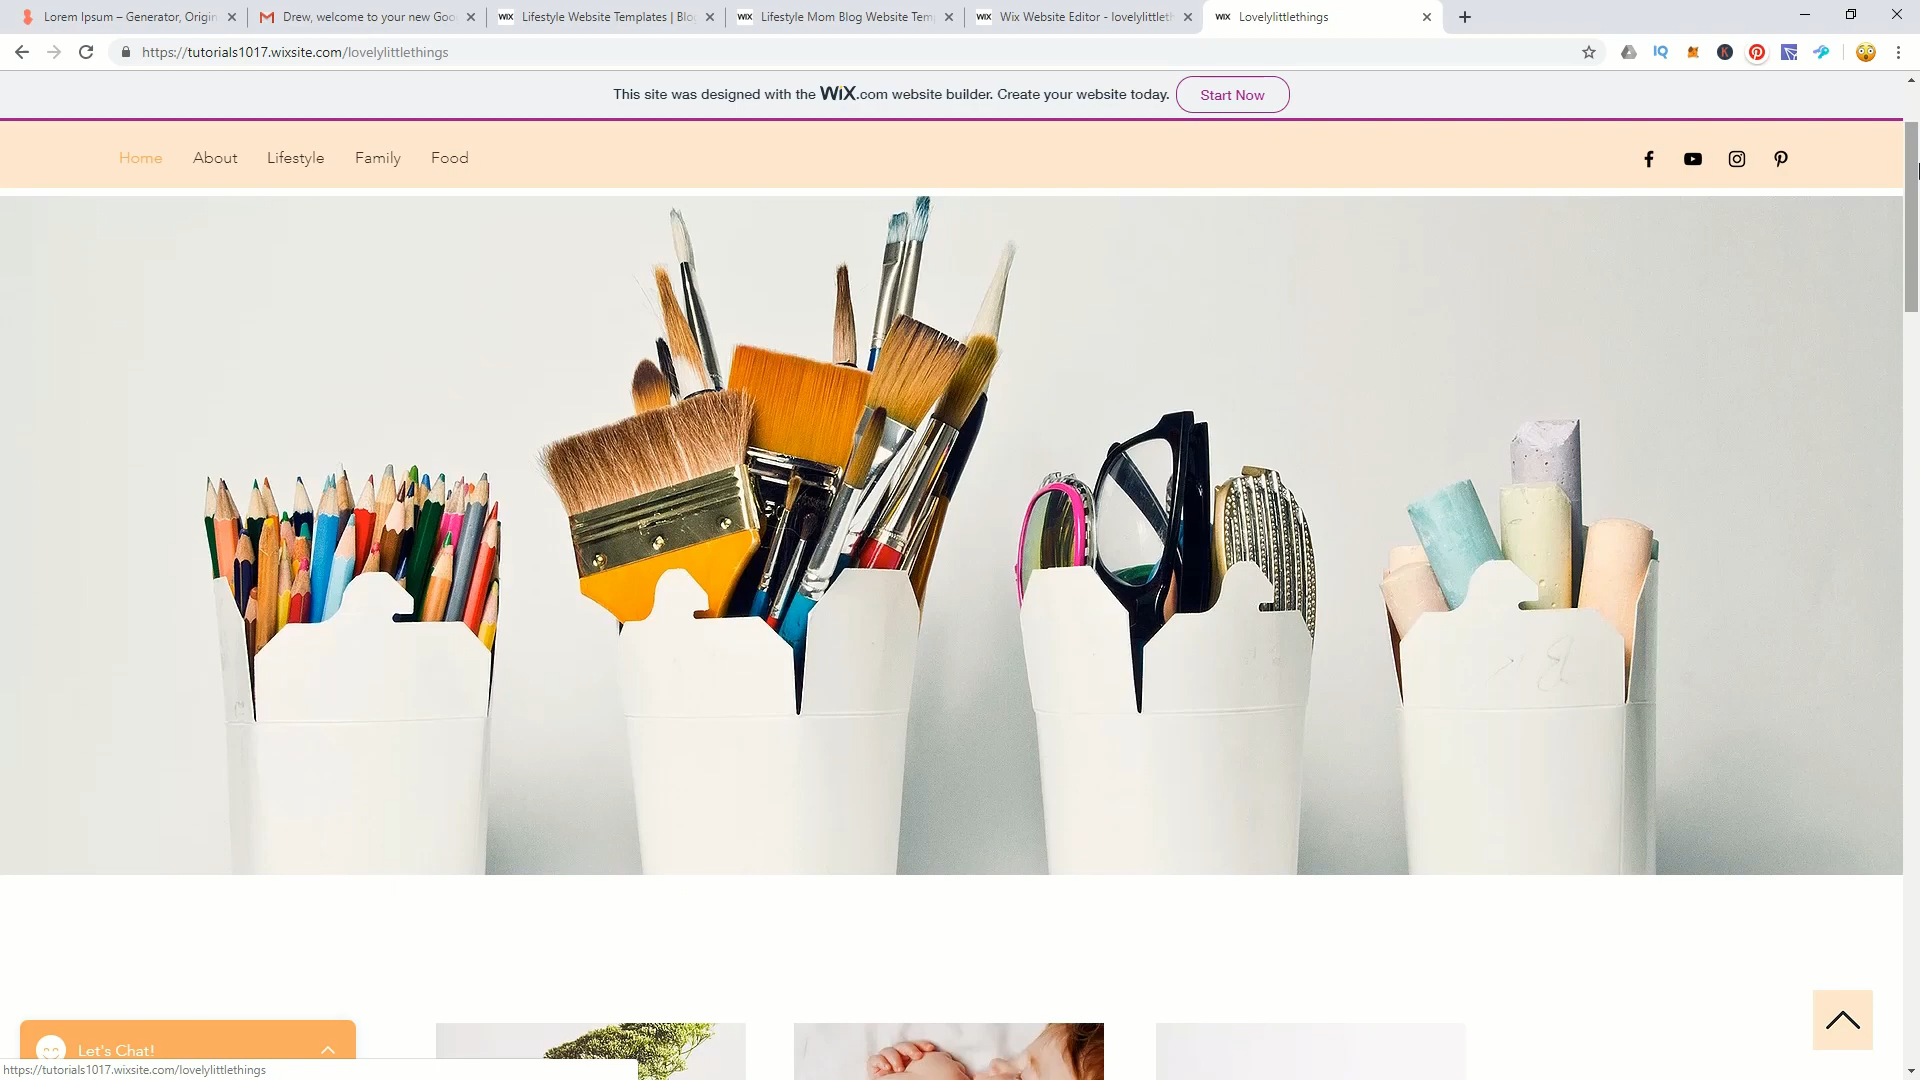 Lorem Ipsum – Generator, Origin
Drew, welcome to your new Goo
WIX Lifestyle Website Templates | Blo
WIX Lifestyle Mom Blog Website Tem
WIX Wix Website Editor - lovelylittleth
WIX Lovelylittlethings
https://tutorials1017.wixsite.com/lovelylittlethings
IQ
K
This site was designed with the WiX.com website builder. Create your website today.
Start Now
Home
About
Lifestyle
Family
Food
Let's Chat!
https://tutorials1017.wixsite.com/lovelylittlethings